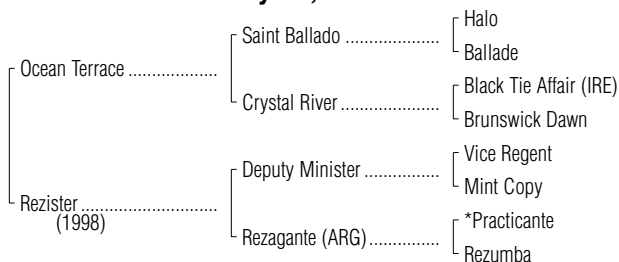 Halo
Saint Ballado ....................
Ballade
Ocean Terrace ...................
Black Tie Affair (IRE)
Crystal River .....................
Brunswick Dawn
Vice Regent
Deputy Minister ................
Mint Copy
Rezister............................
(1998)
*Practicante
Rezagante (ARG)................
Rezumba